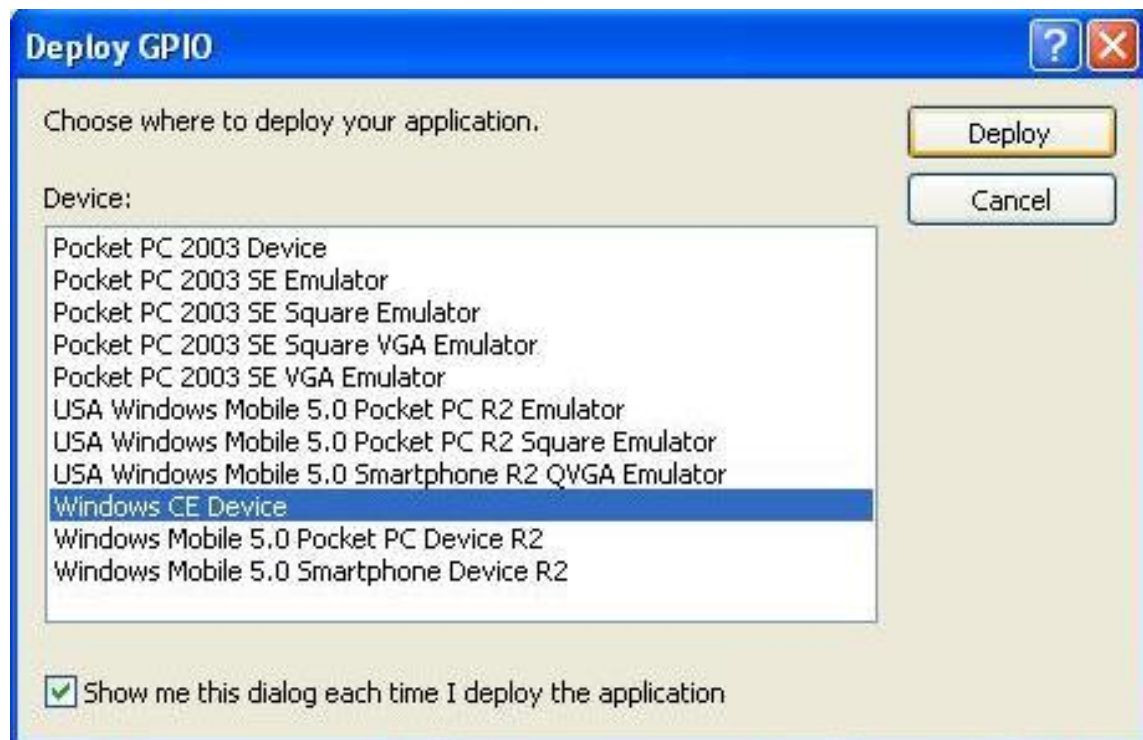 Deploy GPIO
Choose where to deploy your application.
Deploy
Cancel
Device:
Pocket PC 2003 Device
Pocket PC 2003 SE Emulator
Pocket PC 2003 SE Square Emulator
Pocket PC 2003 SE Square VGA Emulator
Pocket PC 2003 SE VGA Emulator
USA Windows Mobile 5.0 Pocket PC R2 Emulator
USA Windows Mobile 5.0 Pocket PC R2 Square Emulator
USA Windows Mobile 5.0 Smartphone R2 QVGA Emulator
Windows CE Device
Windows Mobile 5.0 Pocket PC Device R2
Windows Mobile 5.0 Smartphone Device R2
Show me this dialog each time I deploy the application